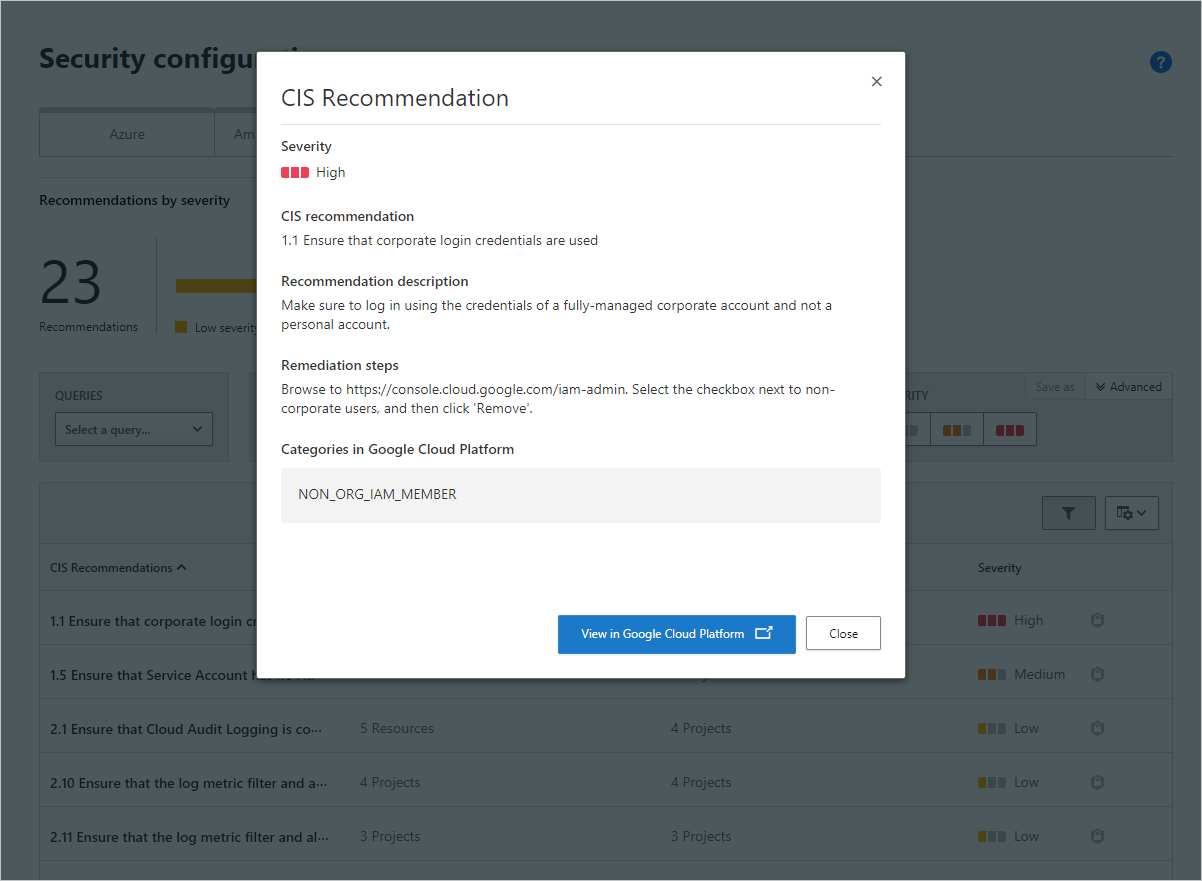 Security configu
?
Azure
Am
Recommendations by severity
23
Recommendations
Low severity
QUERIES
Select a query...
RITY
Save as
Advanced
CIS Recommendation
Severity
High
CIS recommendation
1.1 Ensure that corporate login credentials are used
Recommendation description
Make sure to log in using the credentials of a fully-managed corporate account and not a
personal account.
Remediation steps
Browse to https://console.cloud.google.com/iam-admin. Select the checkbox next to non-
corporate users, and then click 'Remove'.
Categories in Google Cloud Platform
NON_ORG_IAM_MEMBER
View in Google Cloud Platform
Close
CIS Recommendations
Severity
1.1 Ensure that corporate login cr
High
1.5 Ensure that Service Account
Medium
2.1 Ensure that Cloud Audit Logging is co... 5 Resources 4 Projects Low
2.10 Ensure that the log metric filter and a... 4 Projects 4 Projects Low
2.11 Ensure that the log metric filter and al... 3 Projects 3 Projects Low